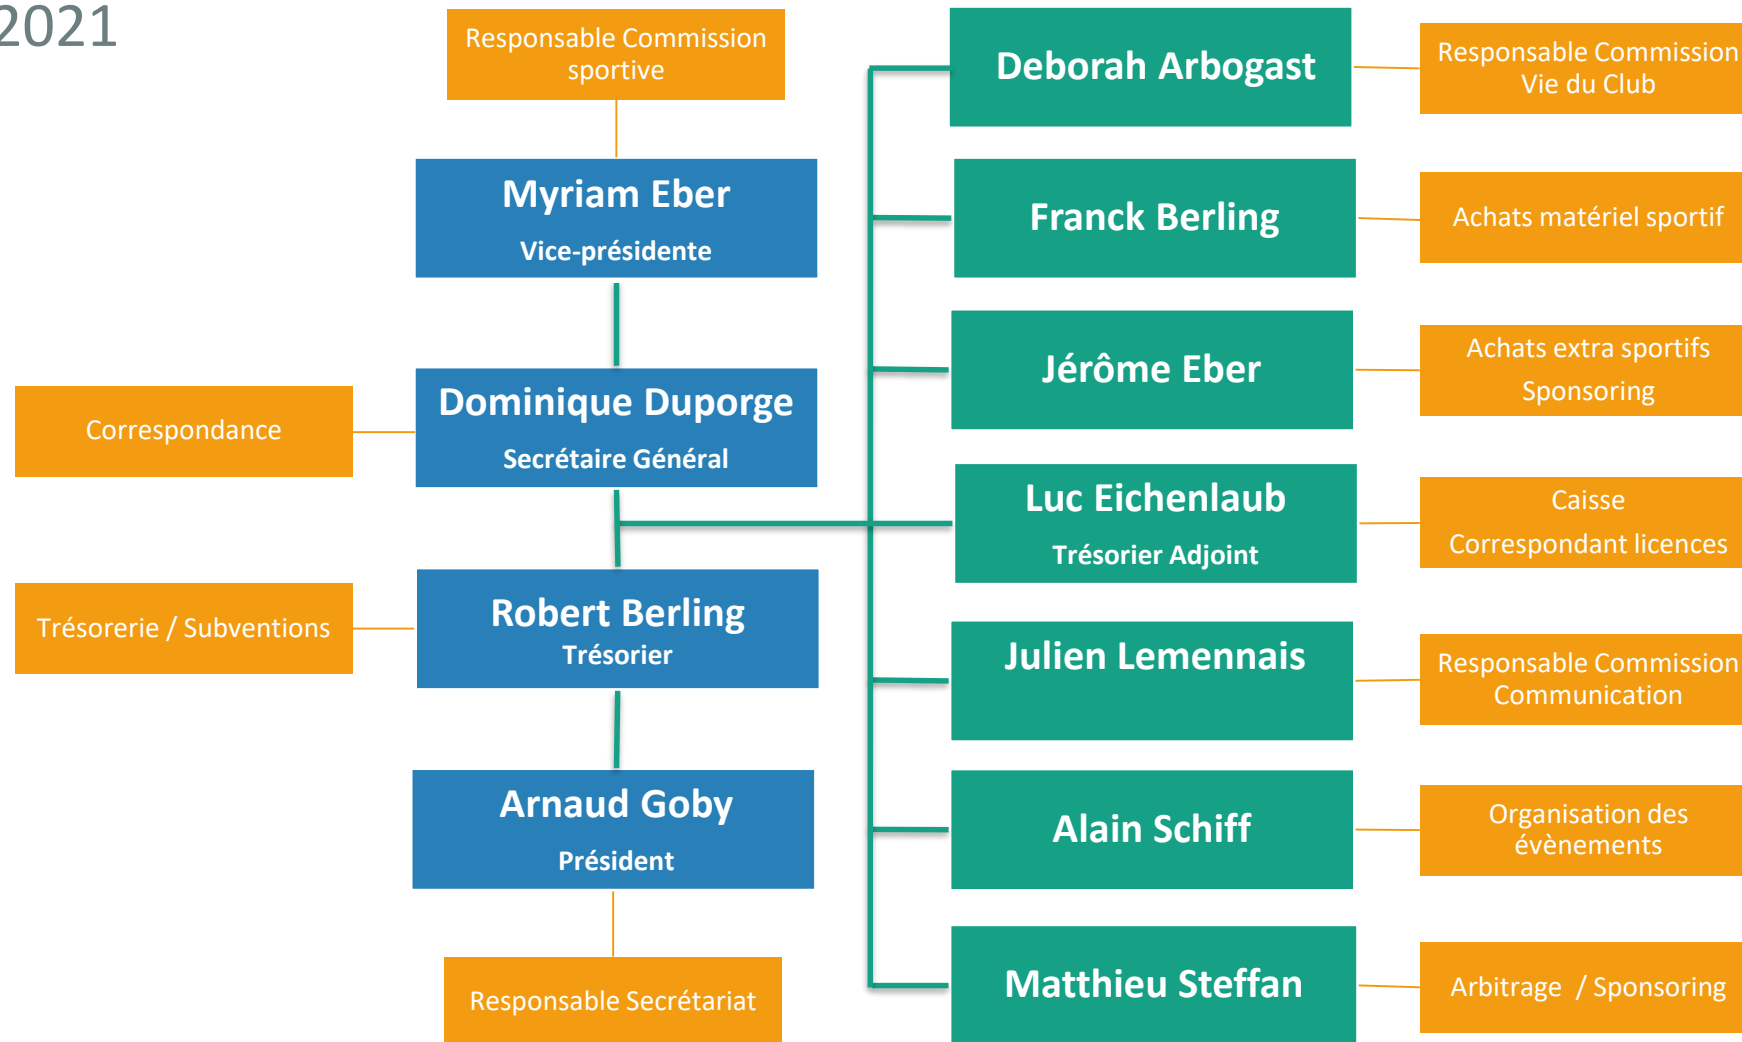 2021
Responsable Commission
sportive
Myriam Eber
Vice-présidente
Correspondance
Dominique Duporge
Secrétaire Général
Trésorerie / Subventions
Robert Berling
Trésorier
Arnaud Goby
Président
Responsable Secrétariat
Deborah Arbogast
Responsable Commission
Vie du Club
Franck Berling
Achats matériel sportif
Jérôme Eber
Achats extra sportifs
Sponsoring
Luc Eichenlaub
Trésorier Adjoint
Caisse
Correspondant licences
Julien Lemennais
Responsable Commission
Communication
Alain Schiff
Organisation des
évènements
Matthieu Steffan
Arbitrage / Sponsoring